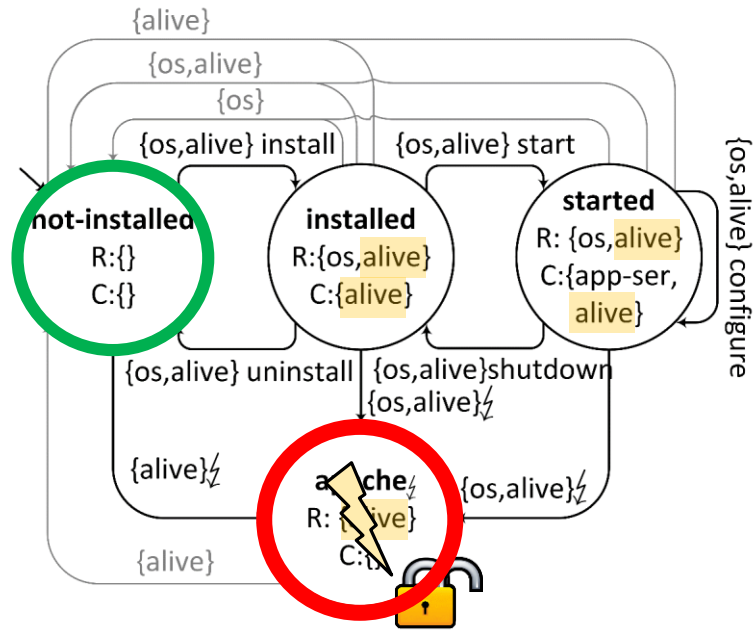 {alive}
{os,alive}
{os}
{os,alive} install
{os,alive} start
not-installed
R:{}
C:{}
installed
R:{os,alive}
C:{alive}
started
R: {os,alive}
C:{app-ser,
alive}
{os,alive} configure
{os,alive} uninstall
{os,alive}shutdown
{os,alive}
{alive}
{os,alive}
R:
C:{}
{alive}